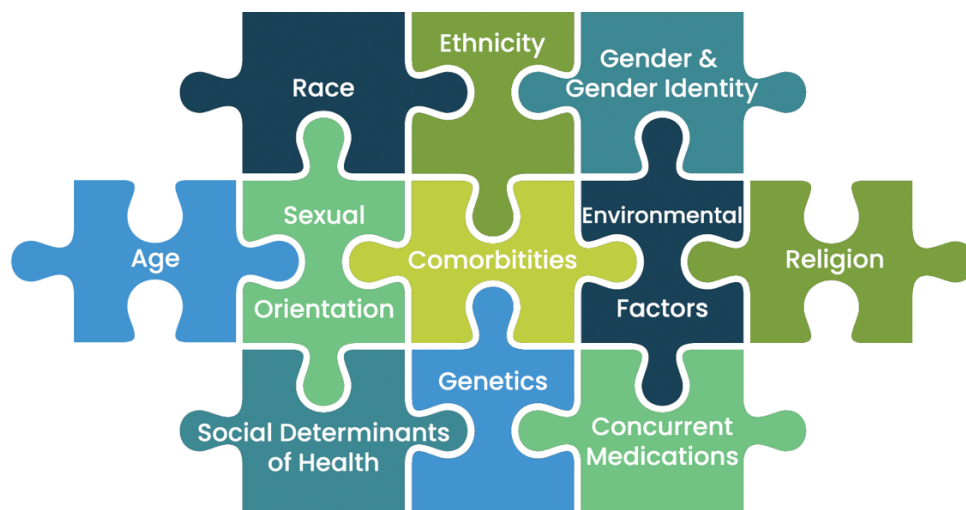 Race
Ethnicity
Gender &
Gender Identity
Age
Sexual
Orientation
Comorbitities
Environmental
Factors
Religion
Social Determinants
of Health
Genetics
Concurrent
Medications